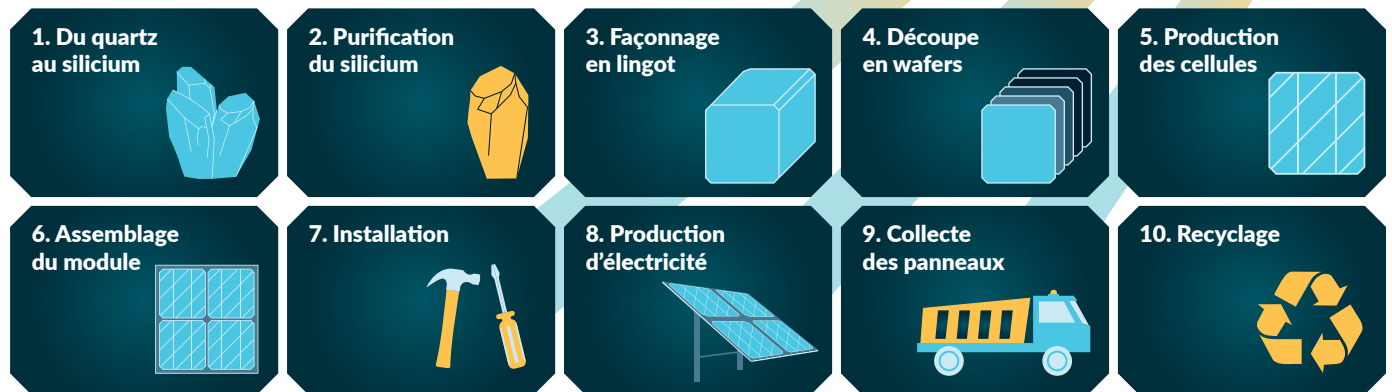 1. Du quartz
au silicium
2. Purification
du silicium
3. Façonnage
en lingot
4. Découpe
en wafers
5. Production
des cellules
6. Assemblage
du module
7. Installation
8. Production
d’électricité
9. Collecte
des panneaux
10. Recyclage